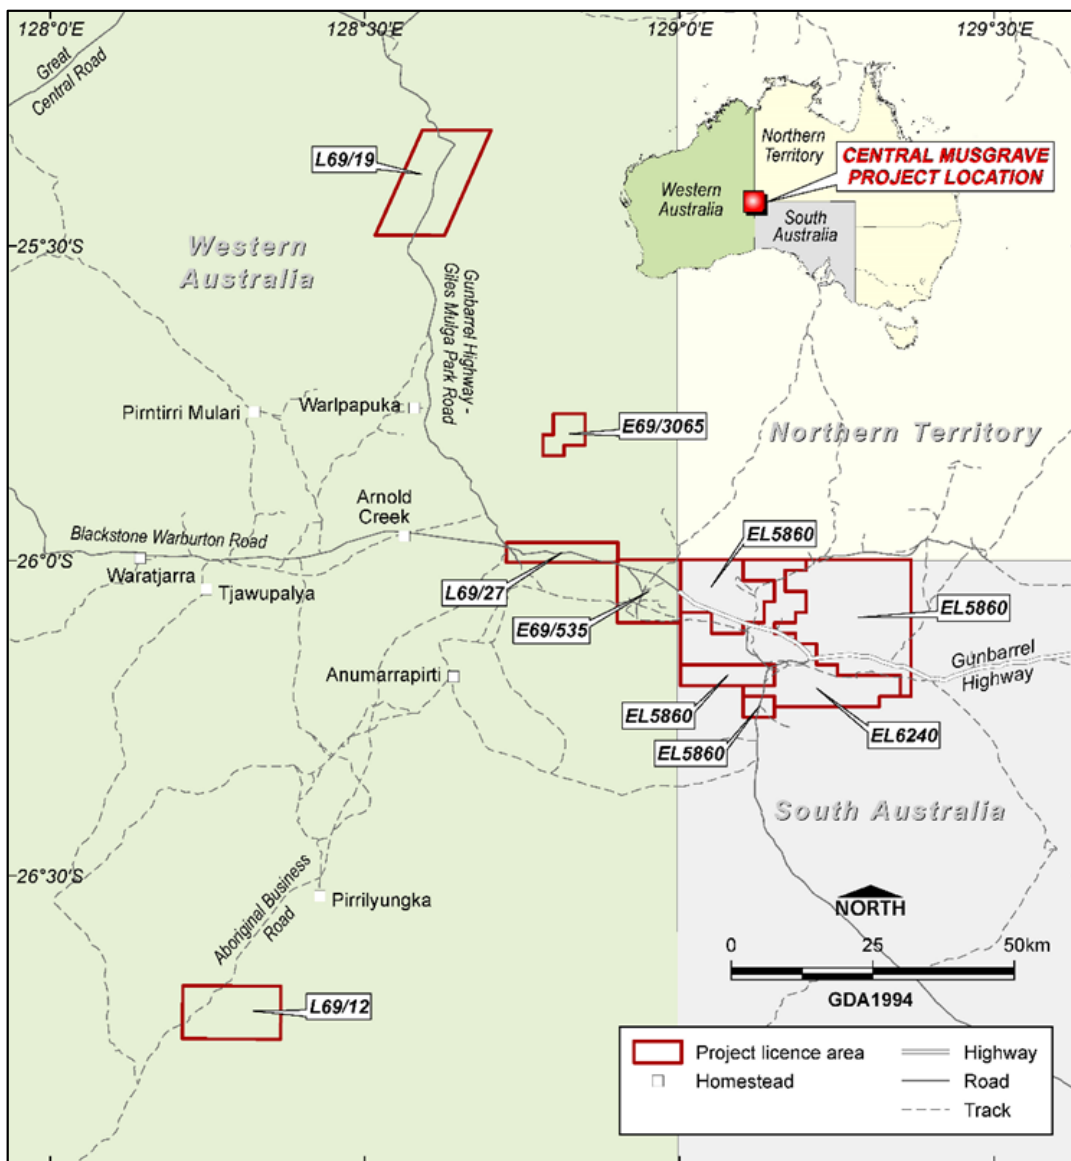 128°0'E
128°30'E
129°0'E
129°30'E
Great
Central Road
L69/19
Northern
Territory
CENTRAL MUSGRAVE
PROJECT LOCATION
Western
Australia
South
Australia
25°30'S
Western
Australia
Gunbarrel Highway -
Giles Mulga Park Road
Pirntirri Mulari
Warlpapuka
E69/3065
Northern Territory
Arnold
Creek
Blackstone Warburton Road
26°0'S
EL5860
Waratjarra
Tjawupalya
L69/27
E69/535
EL5860
Gunbarrel
Highway
Anumarrapirti
EL5860
EL5860
EL6240
South Australia
26°30'S
Aboriginal Business
Road
Pirrilyungka
NORTH
0
25
50km
GDA1994
L69/12
Project licence area
Homestead
Highway
Road
Track